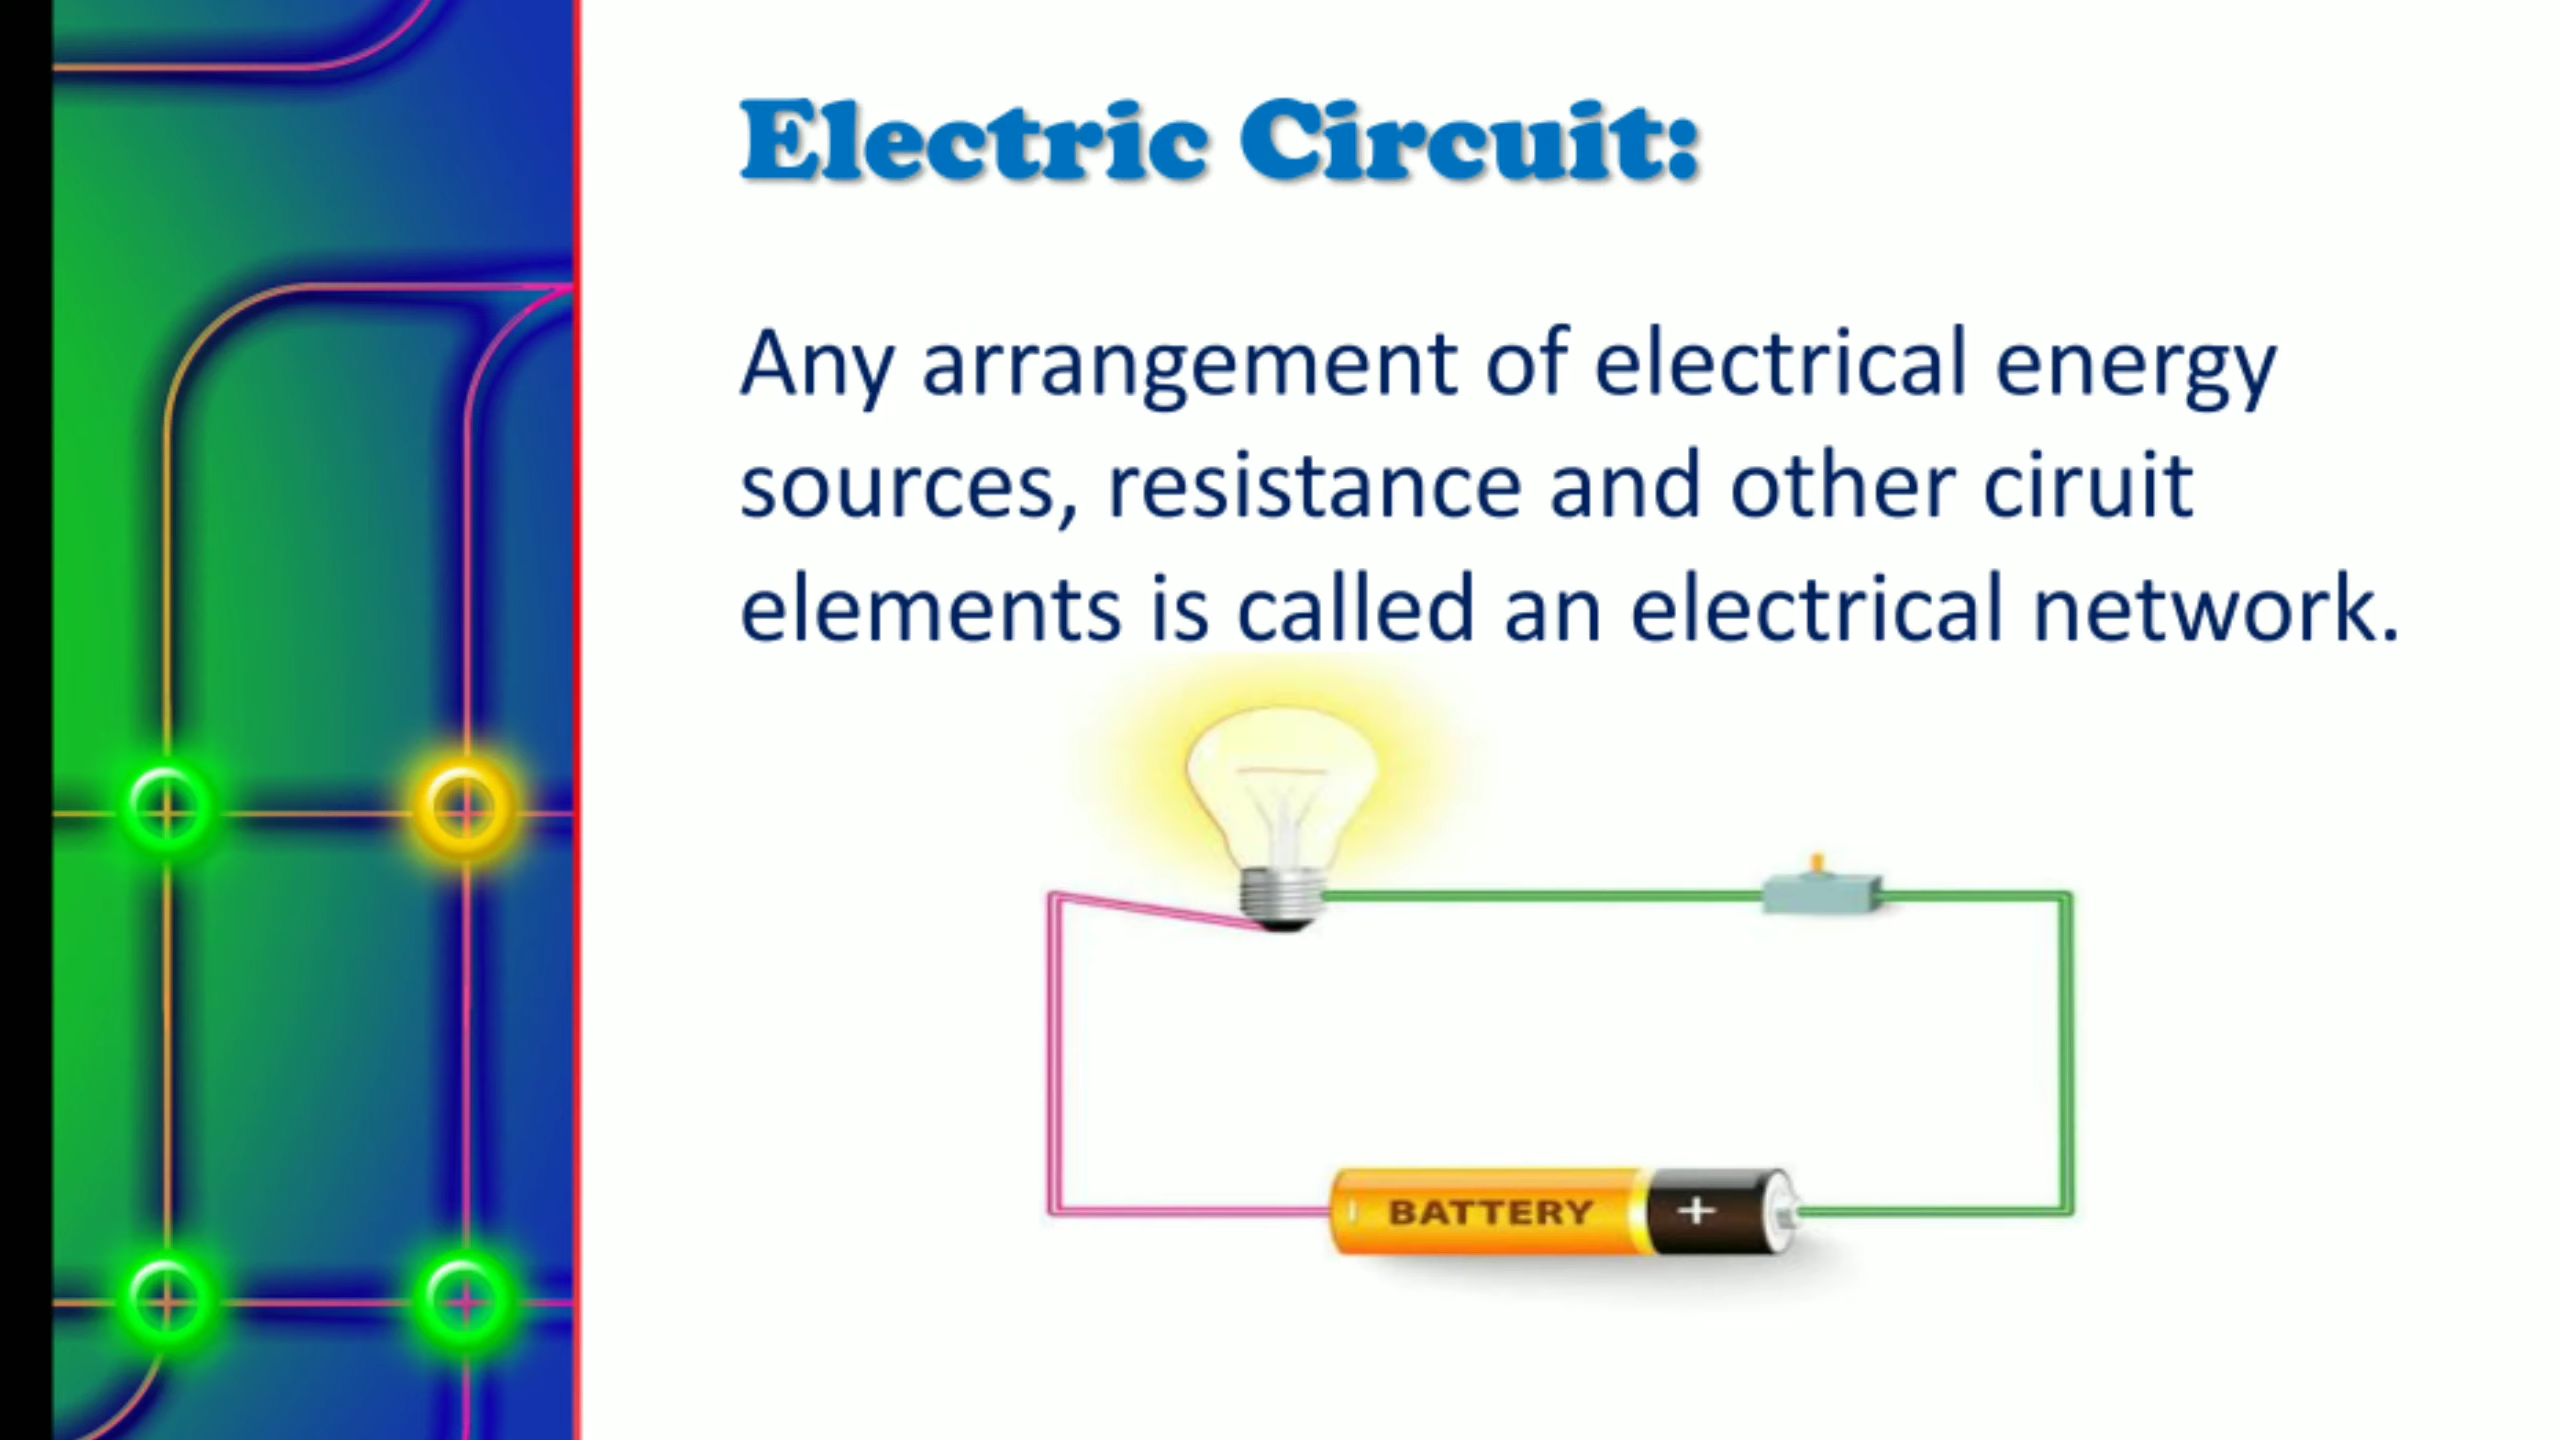 Electric Circuit:
Any arrangement of electrical energy
sources, resistance and other ciruit
elements is called an electrical network.
BATTERY +